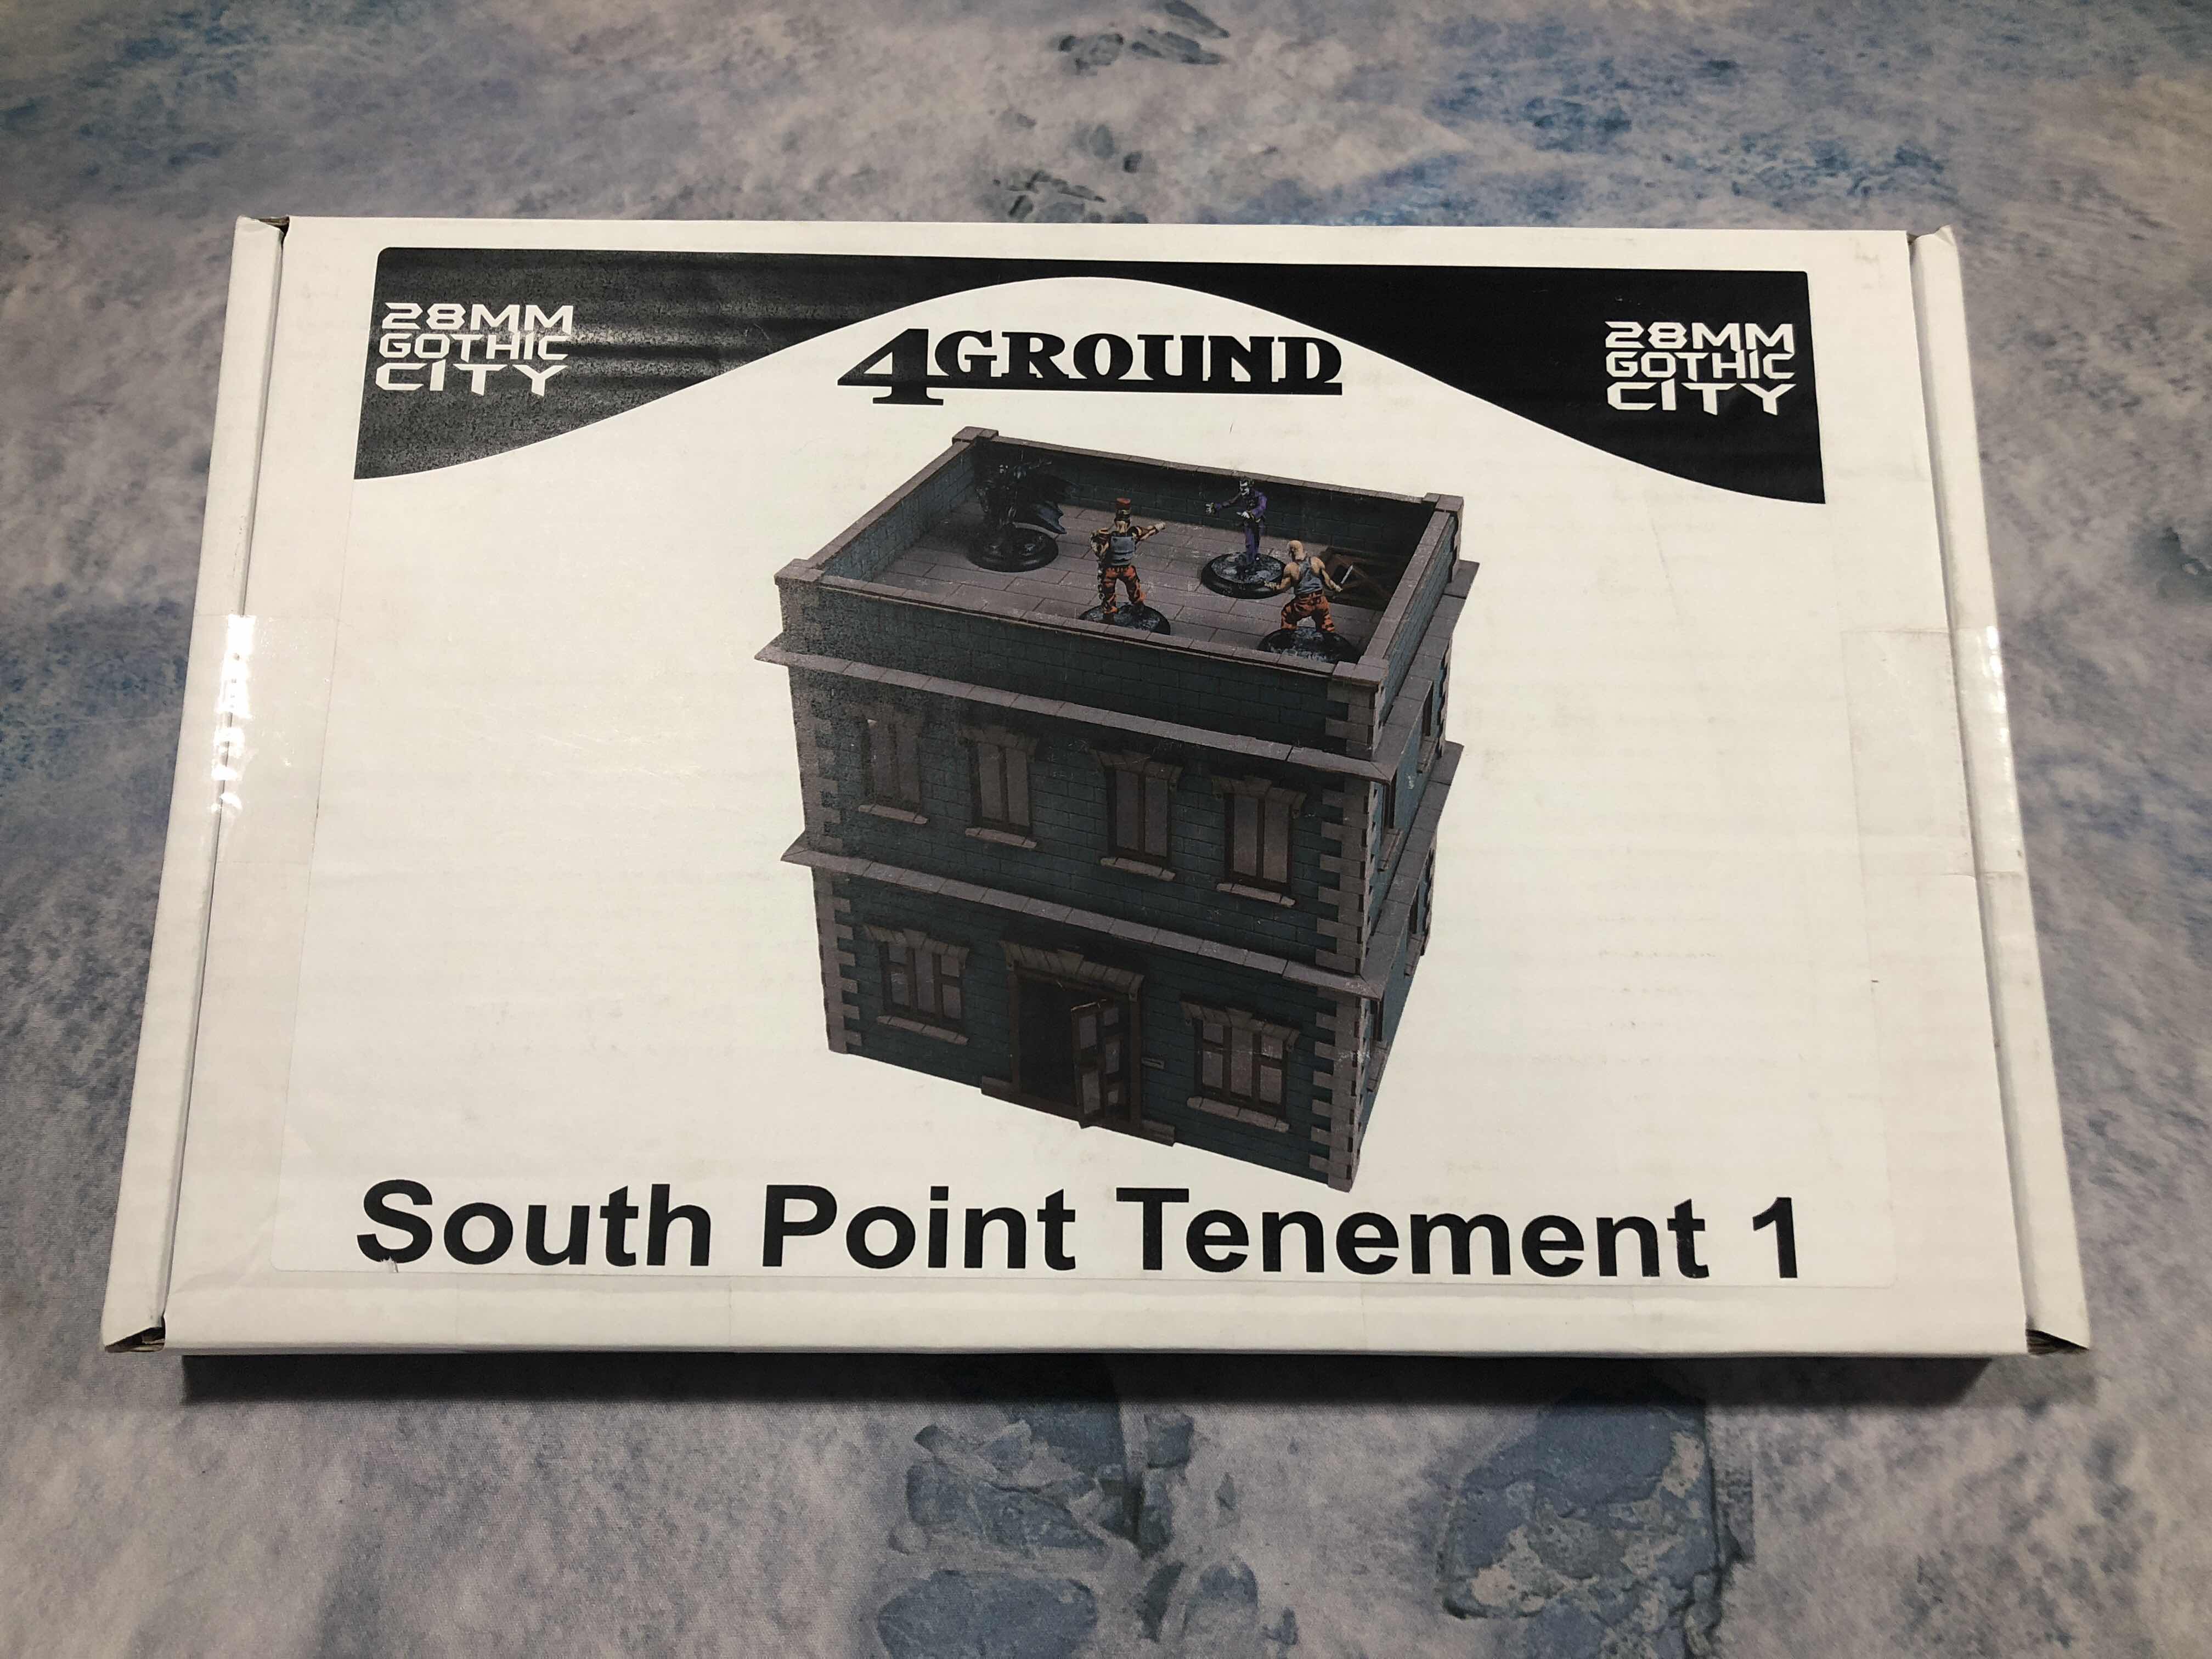 28MM
GOTHIC
CITY
4GROUND
28MM
GOTHIC
CITY
South Point Tenement 1